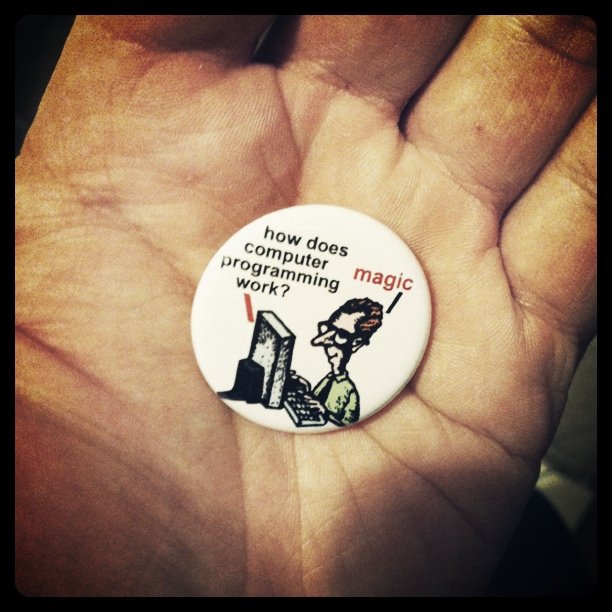 how does
computer
programming
work?
magic